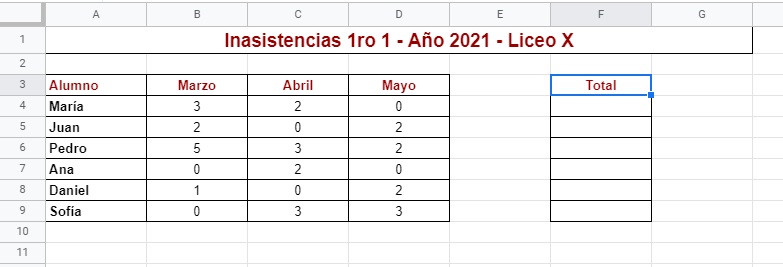 A B C D E F G
1 Inasistencias 1ro 1 - Año 2021 - Liceo X
2
3 Alumno Marzo Abril Mayo Total
4 María 3 2 0
5 Juan 2 0 2
6 Pedro 5 3 2
7 Ana 0 2 0
8 Daniel 1 0 2
9 Sofía 0 3 3
10
11